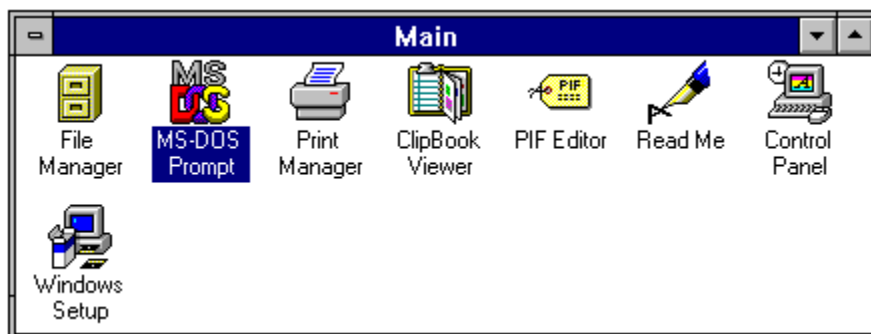 Main
MS
DOS
PIF
A
File
Manager
MS-DOS
Prompt
Print
Manager
ClipBook
Viewer
PIF Editor
Read Me
Control
Panel
Windows
Setup